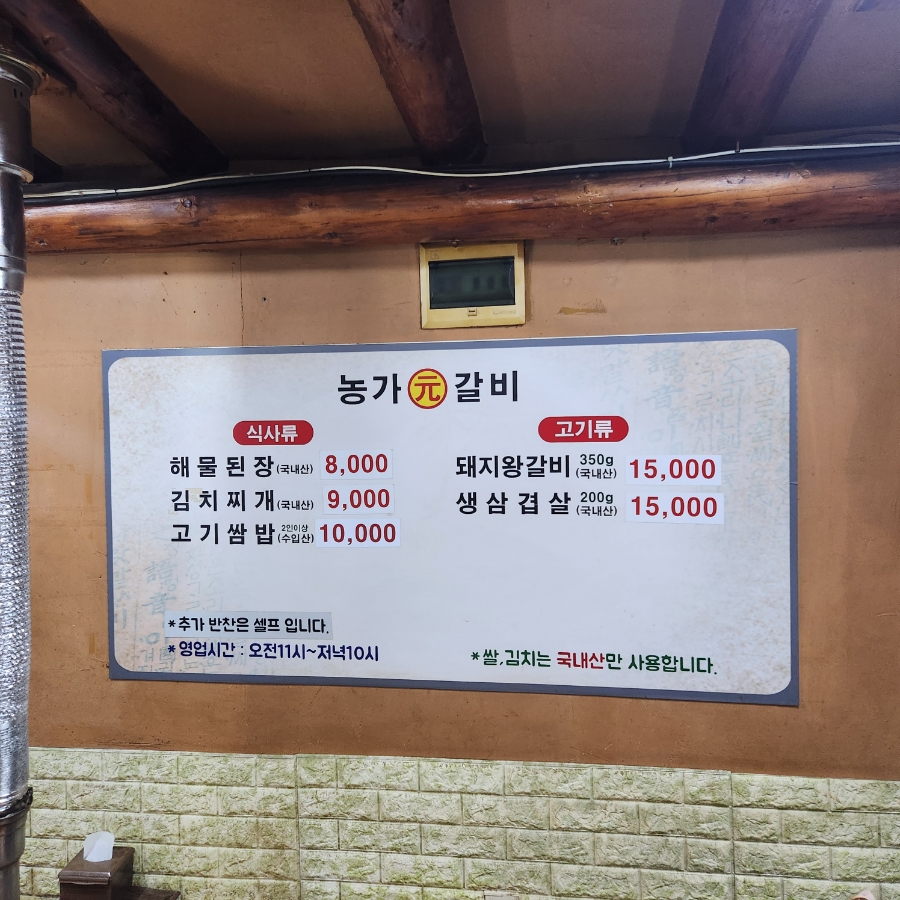 농가 元 갈비
식사류
해물된장 (국내산) 8,000
김치찌개 (국내산) 9,000
고기쌈밥 2인이상 (수입산) 10,000
고기류
돼지왕갈비 350g (국내산) 15,000
생삼겹살 200g (국내산) 15,000
*추가 반찬은 셀프 입니다.
*영업시간 : 오전11시~저녁10시
*쌀,김치는 국내산만 사용합니다.